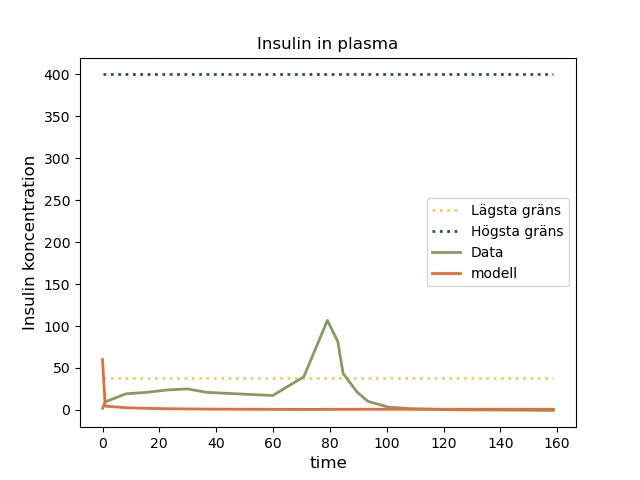 Insulin in plasma
Insulin koncentration
400
350
300
250
200
150
100
50
0
Lägsta gräns
Högsta gräns
Data
modell
0 20 40 60 80 100 120 140 160
time